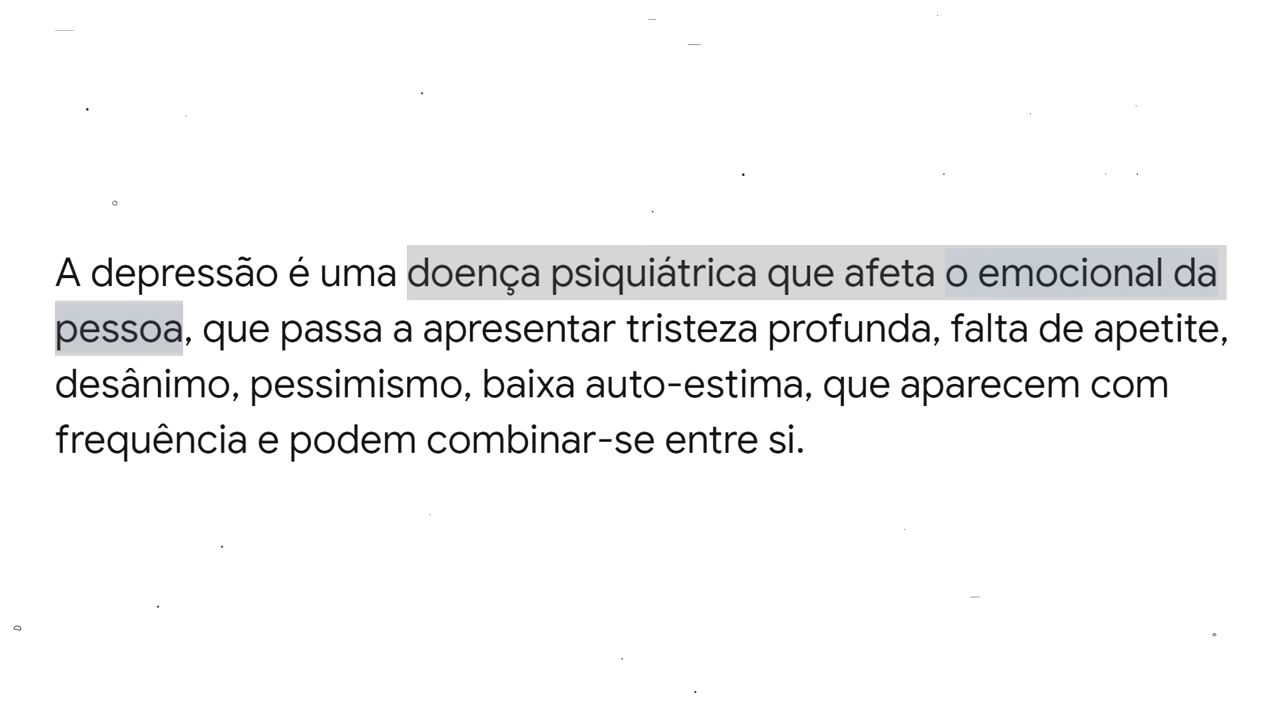 A depressão é uma doença psiquiátrica que afeta o emocional da
pessoa, que passa a apresentar tristeza profunda, falta de apetite,
desânimo, pessimismo, baixa auto-estima, que aparecem com
frequência e podem combinar-se entre si.